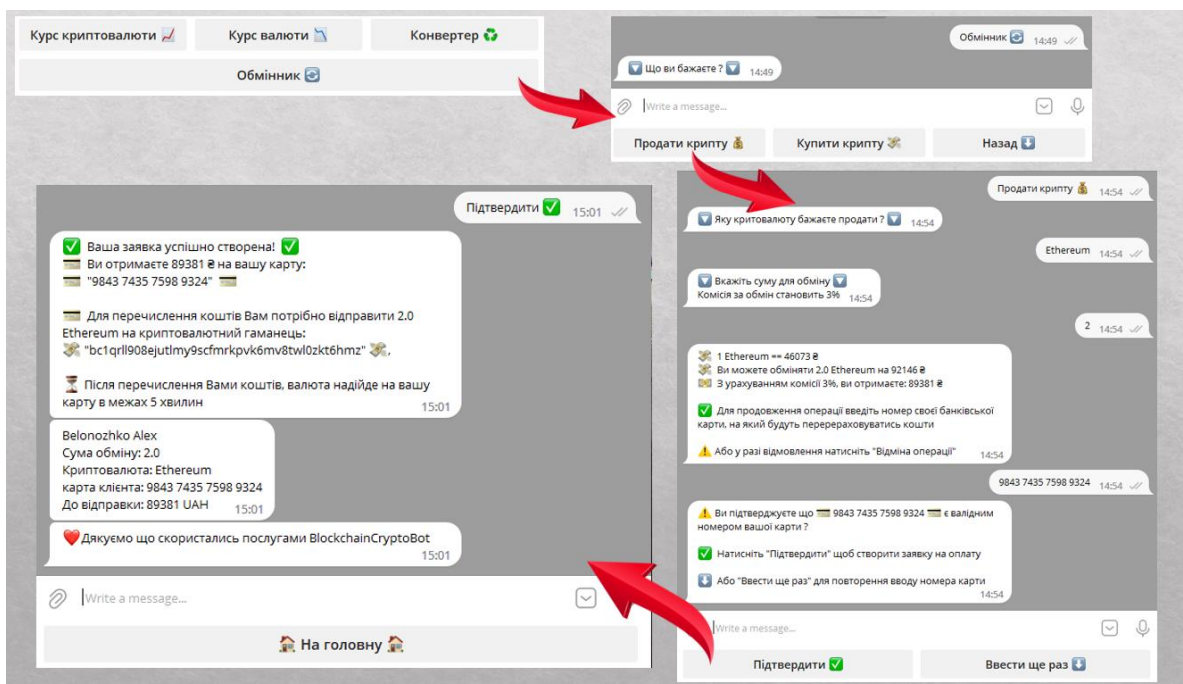 Курс криптовалюти 📈
Курс валюти 📉
Конвертер ♻️
Обмінник 🔄
Обмінник 🔄 14:49
🔽 Що ви бажаєте ? 🔽 14:49
Write a message...
Продати крипту 💰
Купити крипту 💸
Назад ⬇️
Продати крипту 💰 14:54
🔽 Яку критовалюту бажаєте продати ? 🔽 14:54
Ethereum 14:54
🔽 Вкажіть суму для обміну 🔽
Комісія за обмін становить 3% 14:54
2 14:54
💸 1 Ethereum == 46073 ₴
💸 Ви можете обміняти 2.0 Ethereum на 92146 ₴
💴 З урахуванням комісії 3%, ви отримаєте: 89381 ₴
✅ Для продовження операції введіть номер своєї банківської
карти, на який будуть перерераховуватись кошти
⚠️ Або у разі відмовлення натисніть "Відміна операції" 14:54
9843 7435 7598 9324 14:54
⚠️ Ви підтверджуєте що 💳 9843 7435 7598 9324 💳 є валідним
номером вашої карти ?
✅ Натисніть "Підтвердити" щоб створити заявку на оплату
⬇️ Або "Ввести ще раз" для повторення вводу номера карти
14:54
Write a message...
Підтвердити ✅
Ввести ще раз ⬇️
Підтвердити ✅ 15:01
✅ Ваша заявка успішно створена! ✅
💳 Ви отримаєте 89381 ₴ на вашу карту:
💳 "9843 7435 7598 9324" 💳
💳 Для перечислення коштів Вам потрібно відправити 2.0
Ethereum на криптовалютний гаманець:
💸 "bc1qrll908ejutlmy9scfmrkpvk6mv8twl0zkt6hmz" 💸,
⏳ Після перечислення Вами коштів, валюта надійде на вашу
карту в межах 5 хвилин 15:01
Belonozhko Alex
Сума обміну: 2.0
Криптовалюта: Ethereum
карта клієнта: 9843 7435 7598 9324
До відправки: 89381 UAH 15:01
❤️Дякуємо що скористались послугами BlockchainCryptoBot
15:01
Write a message...
🏠 На головну 🏠